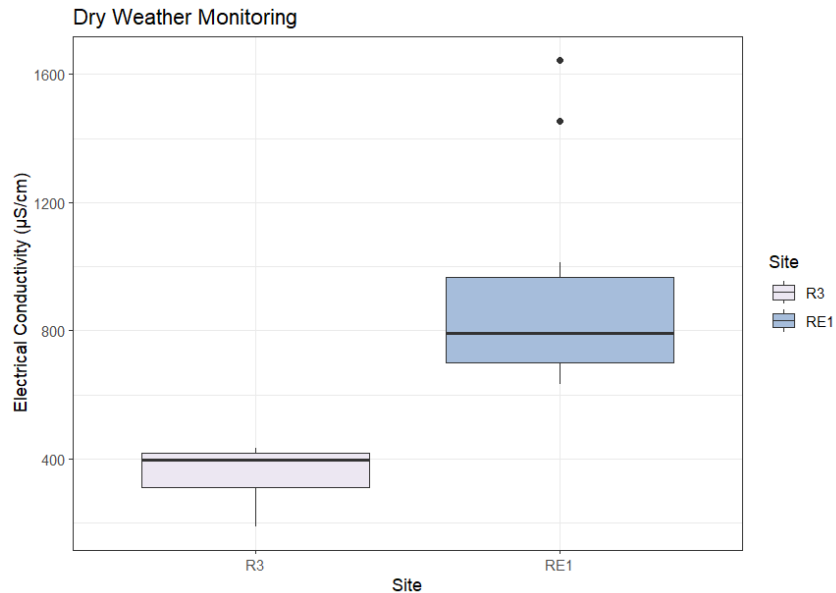 Dry Weather Monitoring
Electrical Conductivity (µS/cm)
1600
1200
800
400
R3
RE1
Site
Site
R3
RE1